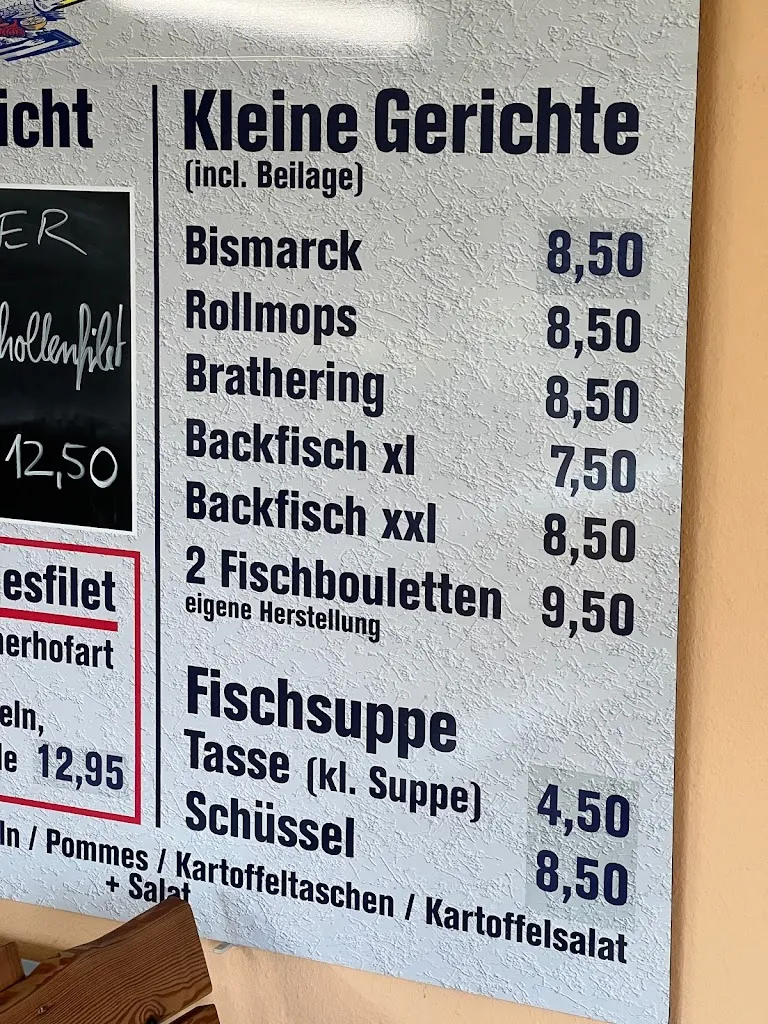 icht
ER
hollenfilet
12,50
esfilet
nerhofart
eln,
le 12,95
Kleine Gerichte
(incl. Beilage)
Bismarck 8,50
Rollmops 8,50
Brathering 8,50
Backfisch xl 7,50
Backfisch xxl 8,50
2 Fischbouletten 9,50
eigene Herstellung
Fischsuppe
Tasse (kl. Suppe) 4,50
Schüssel 8,50
ln / Pommes / Kartoffeltaschen / Kartoffelsalat
+ Salat